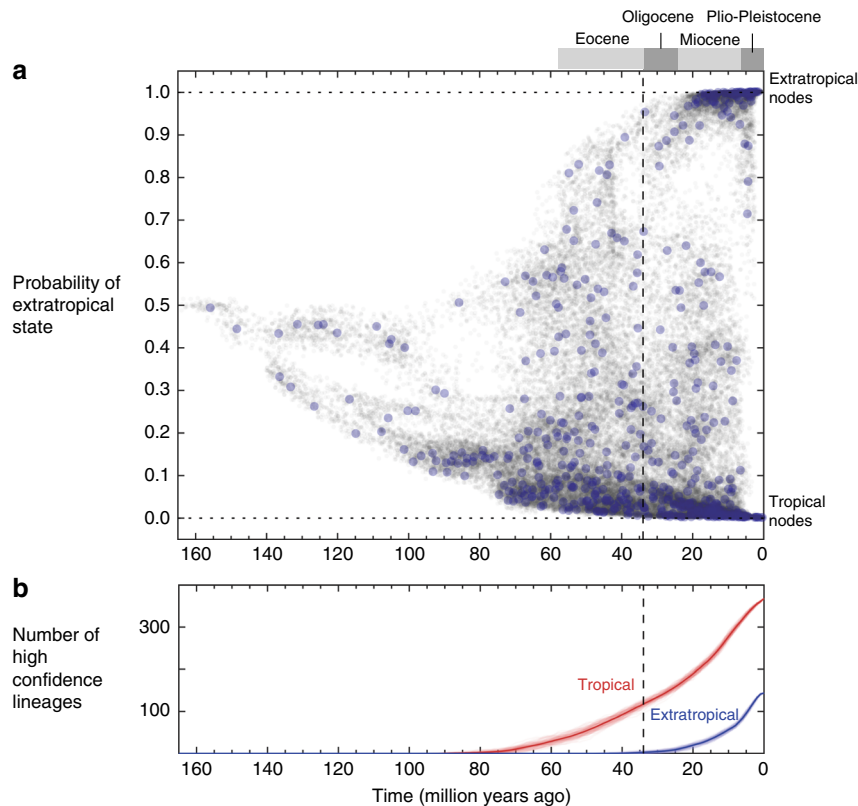 Oligocene Plio-Pleistocene
Eocene Miocene
a
Extratropical
nodes
1.0
0.9
0.8
0.7
0.6
Probability of
extratropical
state
0.5
0.4
0.3
0.2
0.1
0.0
Tropical
nodes
160 140 120 100 80 60 40 20 0
b
Number of
high
confidence
lineages
300
100
Tropical
Extratropical
160 140 120 100 80 60 40 20 0
Time (million years ago)